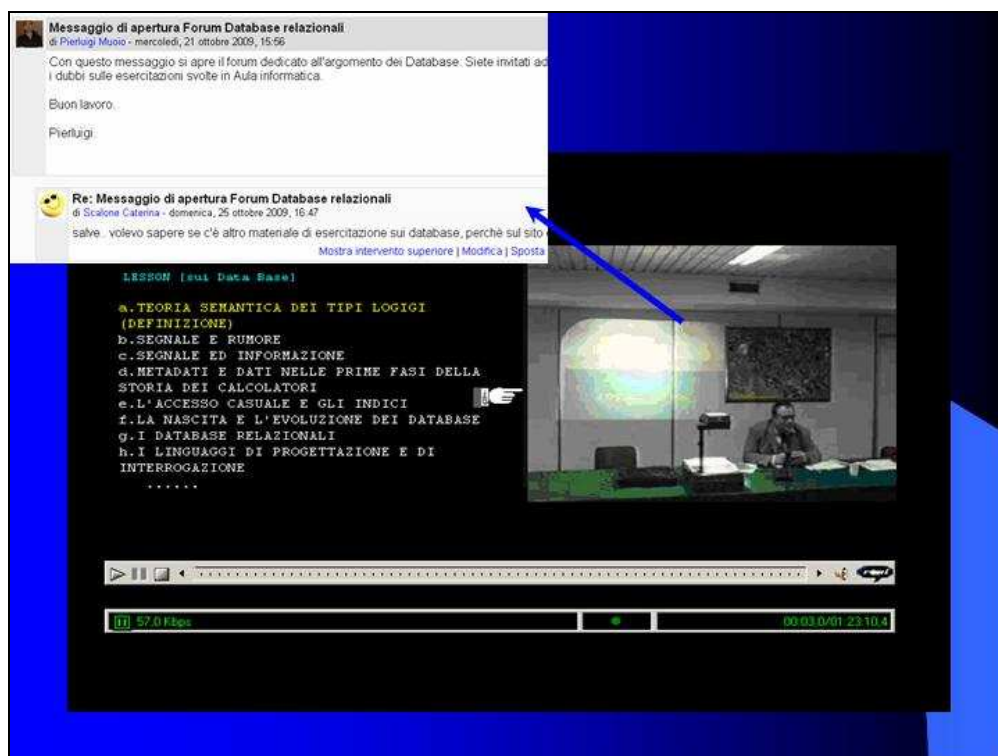 Messaggio di apertura Forum Database relazionali
di Pierluigi Muoio - mercoledì, 21 ottobre 2009, 15:56
Con questo messaggio si apre il forum dedicato all'argomento dei Database. Siete invitati ad
i dubbi sulle esercitazioni svolte in Aula informatica.
Buon lavoro.
Pierluigi
Re: Messaggio di apertura Forum Database relazionali
di Scalone Caterina - domenica, 25 ottobre 2009, 16:47
salve.. volevo sapere se c'è altro materiale di esercitazione sui database, perchè sul sito
Mostra intervento superiore | Modifica | Sposta
LESSON [sui Data Base]
a.TEORIA SEMANTICA DEI TIPI LOGIGI
(DEFINIZIONE)
b.SEGNALE E RUMORE
c.SEGNALE ED INFORMAZIONE
d.METADATI E DATI NELLE PRIME FASI DELLA
STORIA DEI CALCOLATORI
e.L'ACCESSO CASUALE E GLI INDICI
f.LA NASCITA E L'EVOLUZIONE DEI DATABASE
g.I DATABASE RELAZIONALI
h.I LINGUAGGI DI PROGETTAZIONE E DI
INTERROGAZIONE
......
real
57.0 Kbps
00:03.0/01:23:10.4